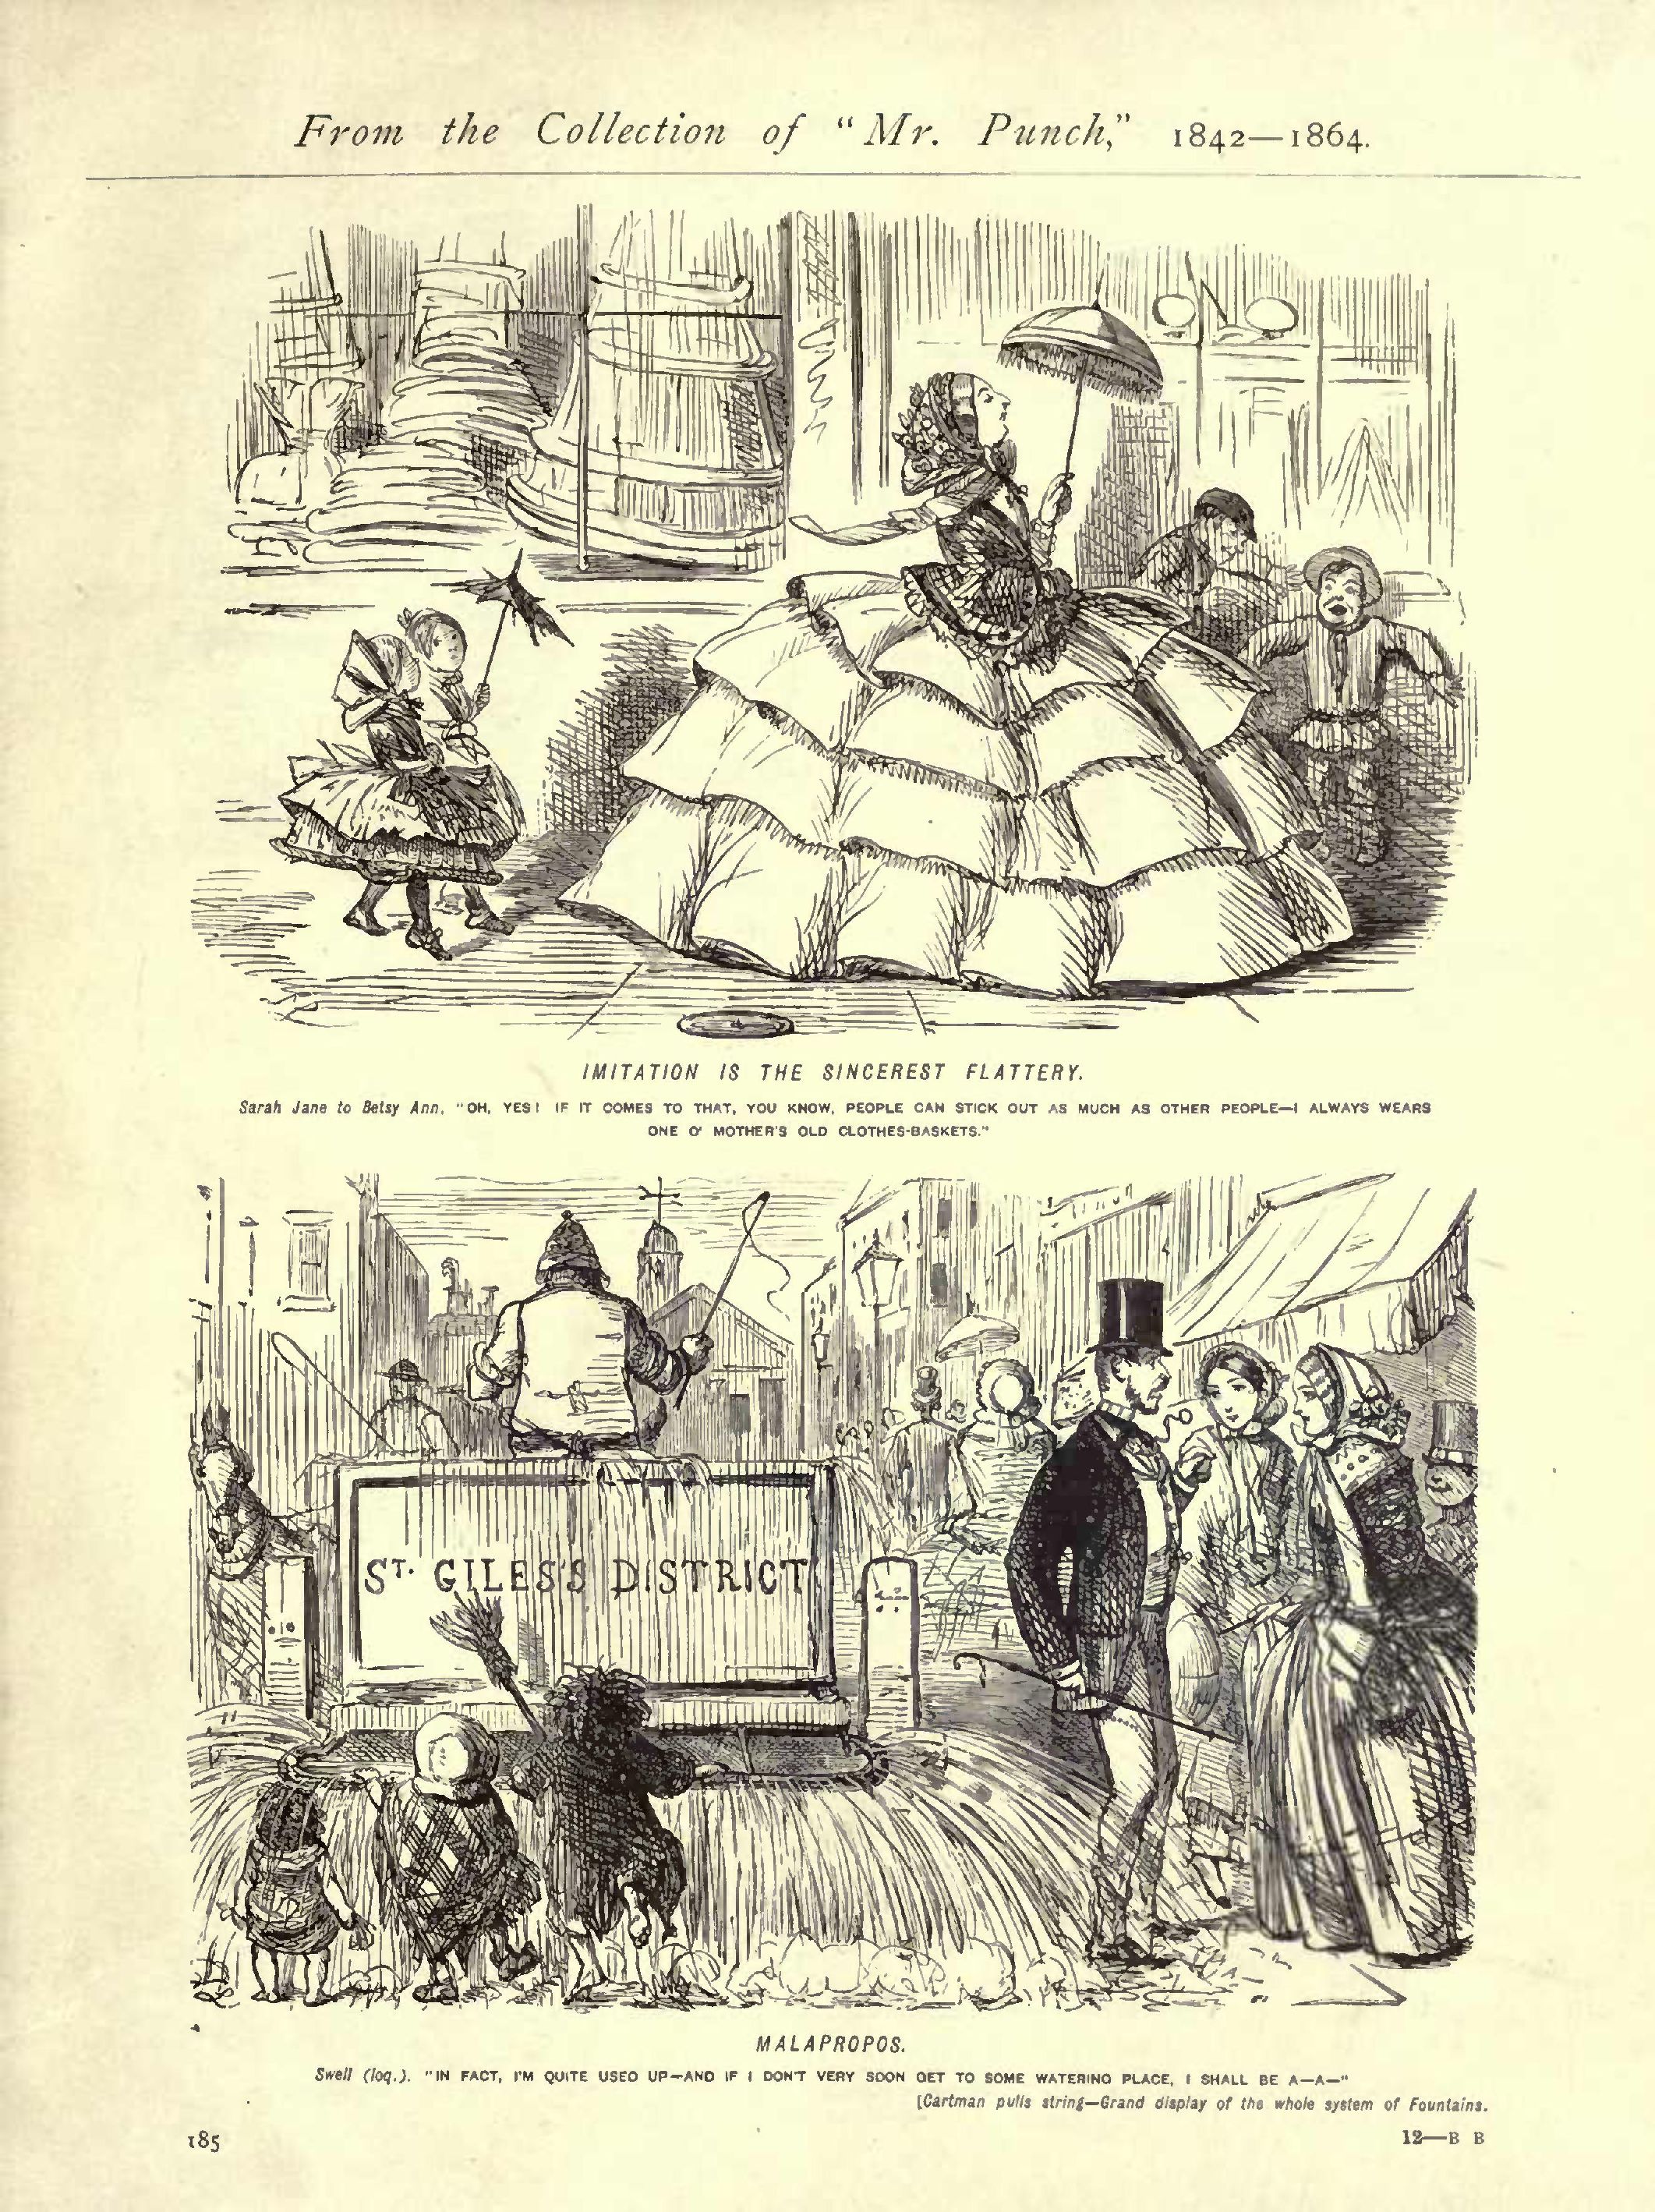 From the Collection of "Mr. Punch," 1842—1864.
IMITATION IS THE SINCEREST FLATTERY.
Sarah Jane to Betsy Ann. "OH, YES! IF IT COMES TO THAT, YOU KNOW, PEOPLE CAN STICK OUT AS MUCH AS OTHER PEOPLE—I ALWAYS WEARS
ONE O' MOTHER'S OLD CLOTHES-BASKETS."
ST. GILES'S DISTRICT
MALAPROPOS.
Swell (loq.). "IN FACT, I'M QUITE USED UP—AND IF I DON'T VERY SOON GET TO SOME WATERING PLACE, I SHALL BE A—A—"
[Cartman pulls string—Grand display of the whole system of Fountains.
185
12—B B